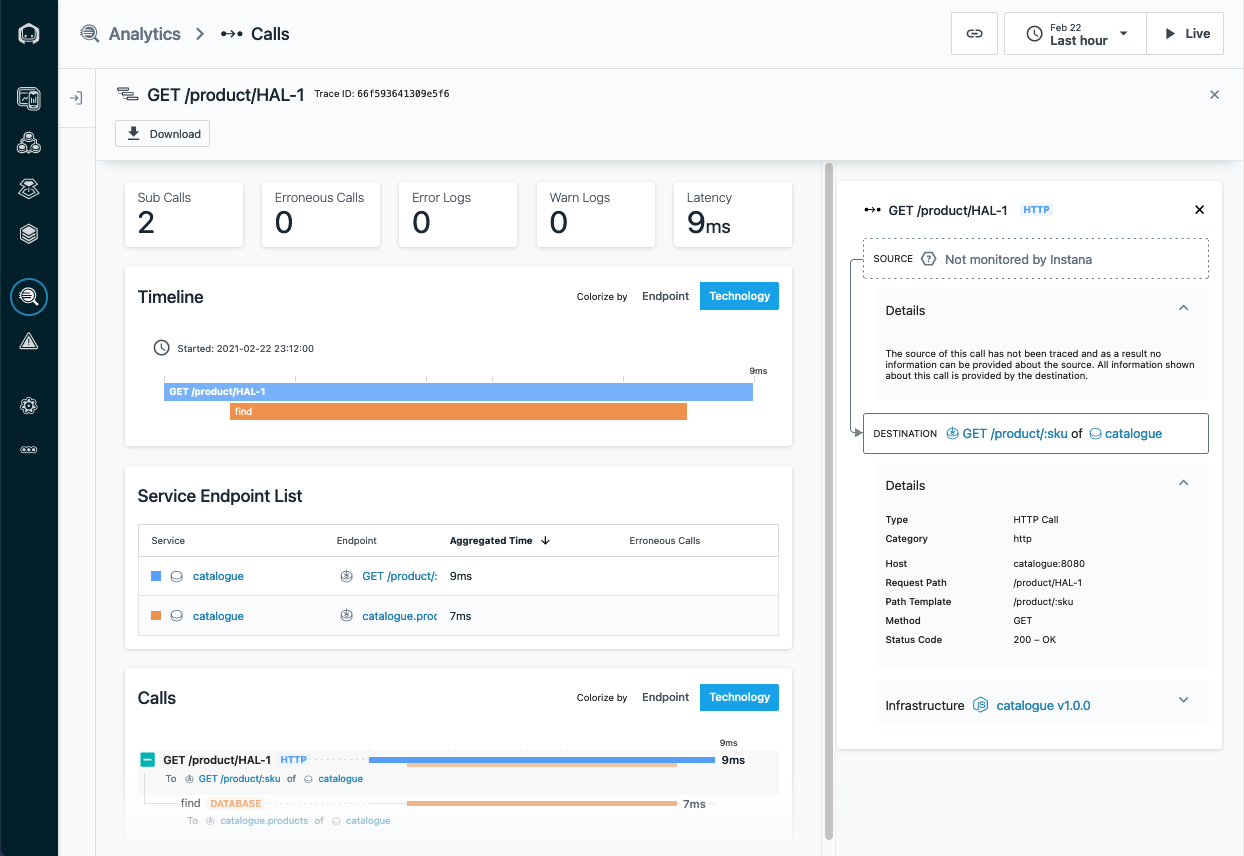 Analytics
Calls
Feb 22
Last hour
Live
GET /product/HAL-1
Trace ID: 66f593641309e5f6
Download
Sub Calls
2
Erroneous Calls
0
Error Logs
0
Warn Logs
0
Latency
9ms
Timeline
Colorize by
Endpoint
Technology
Started: 2021-02-22 23:12:00
9ms
GET /product/HAL-1
find
Service Endpoint List
Service
Endpoint
Aggregated Time
Erroneous Calls
catalogue
GET /product/:
9ms
catalogue
catalogue.proc
7ms
Calls
Colorize by
Endpoint
Technology
9ms
GET /product/HAL-1 HTTP
9ms
To GET /product/:sku of catalogue
find DATABASE
7ms
To catalogue.products of catalogue
GET /product/HAL-1 HTTP
SOURCE Not monitored by Instana
Details
The source of this call has not been traced and as a result no
information can be provided about the source. All information shown
about this call is provided by the destination.
DESTINATION GET /product/:sku of catalogue
Details
Type HTTP Call
Category http
Host catalogue:8080
Request Path /product/HAL-1
Path Template /product/:sku
Method GET
Status Code 200 – OK
Infrastructure catalogue v1.0.0